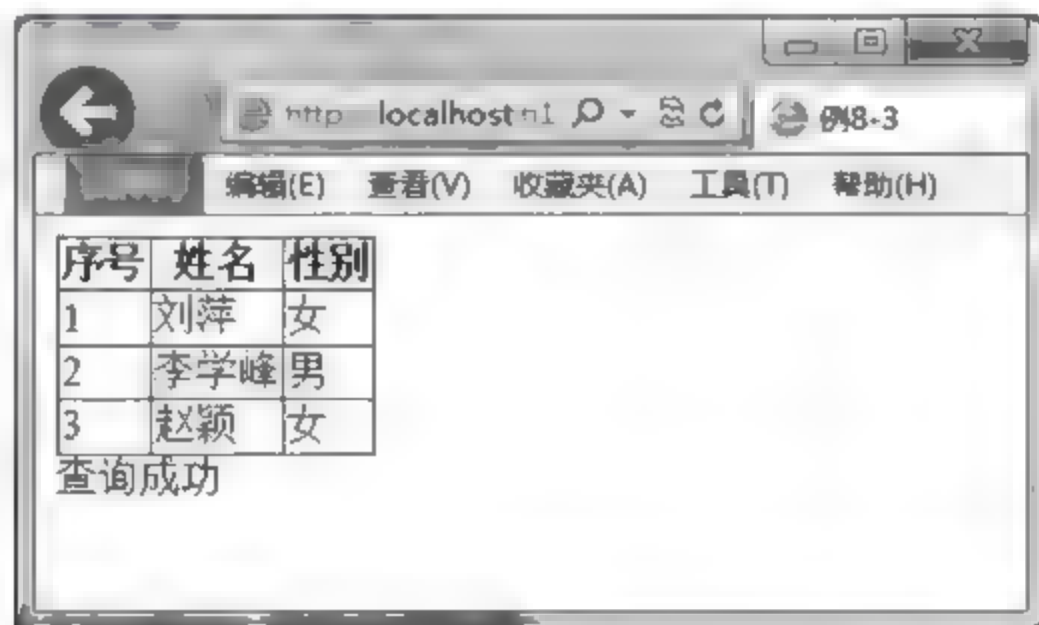 http localhost
例8-3
编辑(E) 查看(V) 收藏夹(A) 工具(T) 帮助(H)
序号 姓名 性别
1 刘萍 女
2 李学峰 男
3 赵颖 女
查询成功